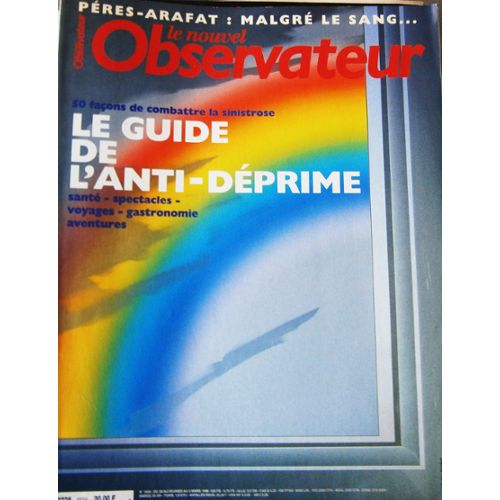 PÉRES-ARAFAT : MALGRÉ LE SANG...
Observateur
le nouvel
Observateur
50 façons de combattre la sinistrose
LE GUIDE
DE
L'ANTI-DÉPRIME
santé - spectacles -
voyages - gastronomie
aventures